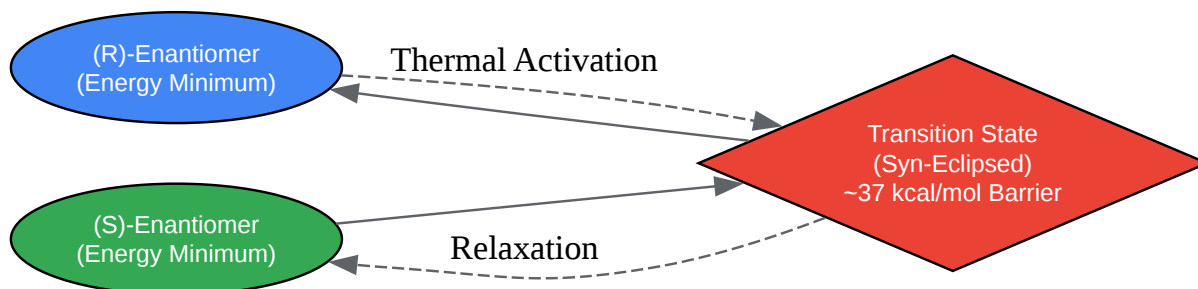 (R)-Enantiomer
(Energy Minimum)
Thermal Activation
Transition State
(Syn-Eclipsed)
~37 kcal/mol Barrier
(S)-Enantiomer
(Energy Minimum)
Relaxation